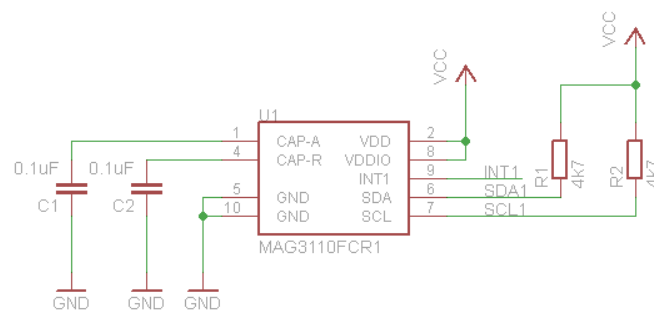 VCC
VCC
U1
1 CAP-A VDD 2
4 CAP-R VDDIO 8
INT1 9 INT1
5 GND SDA 6 SDA1
10 GND SCL 7 SCL1
0.1uF 0.1uF
C1 C2
R1 4k7 R2 4k7
MAG3110FCR1
GND GND GND